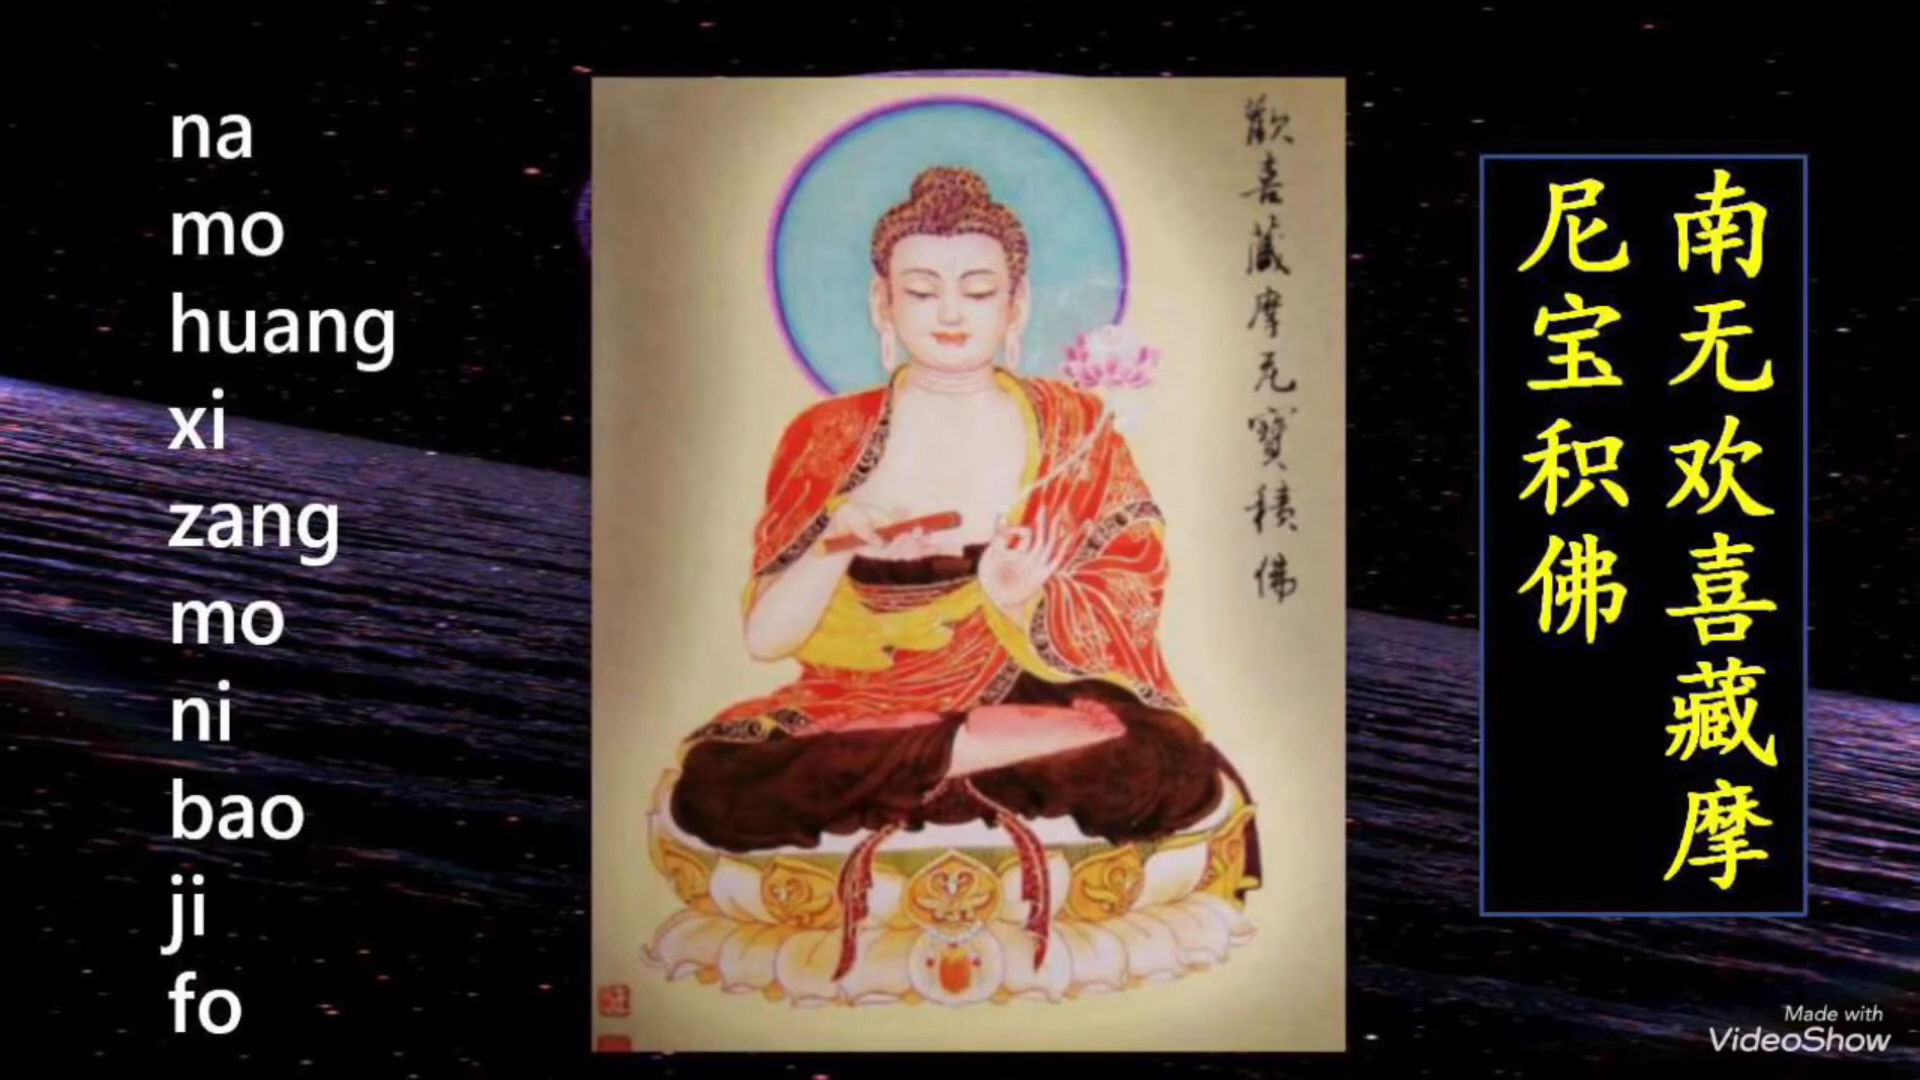 na
mo
huang
xi
zang
mo
ni
bao
ji
fo
歡喜藏摩尼寶積佛
南无欢喜藏摩
尼宝积佛
Made with
VideoShow